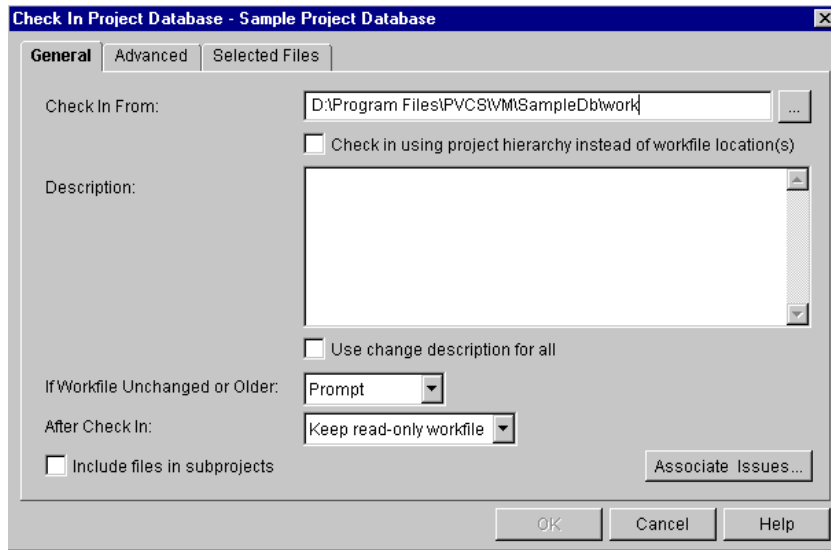 Check In Project Database - Sample Project Database
General Advanced Selected Files
Check In From: D:\Program Files\PVCS\VM\SampleDb\work ...
Check in using project hierarchy instead of workfile location(s)
Description:
Use change description for all
If Workfile Unchanged or Older: Prompt
After Check In: Keep read-only workfile
Include files in subprojects Associate Issues...
OK Cancel Help